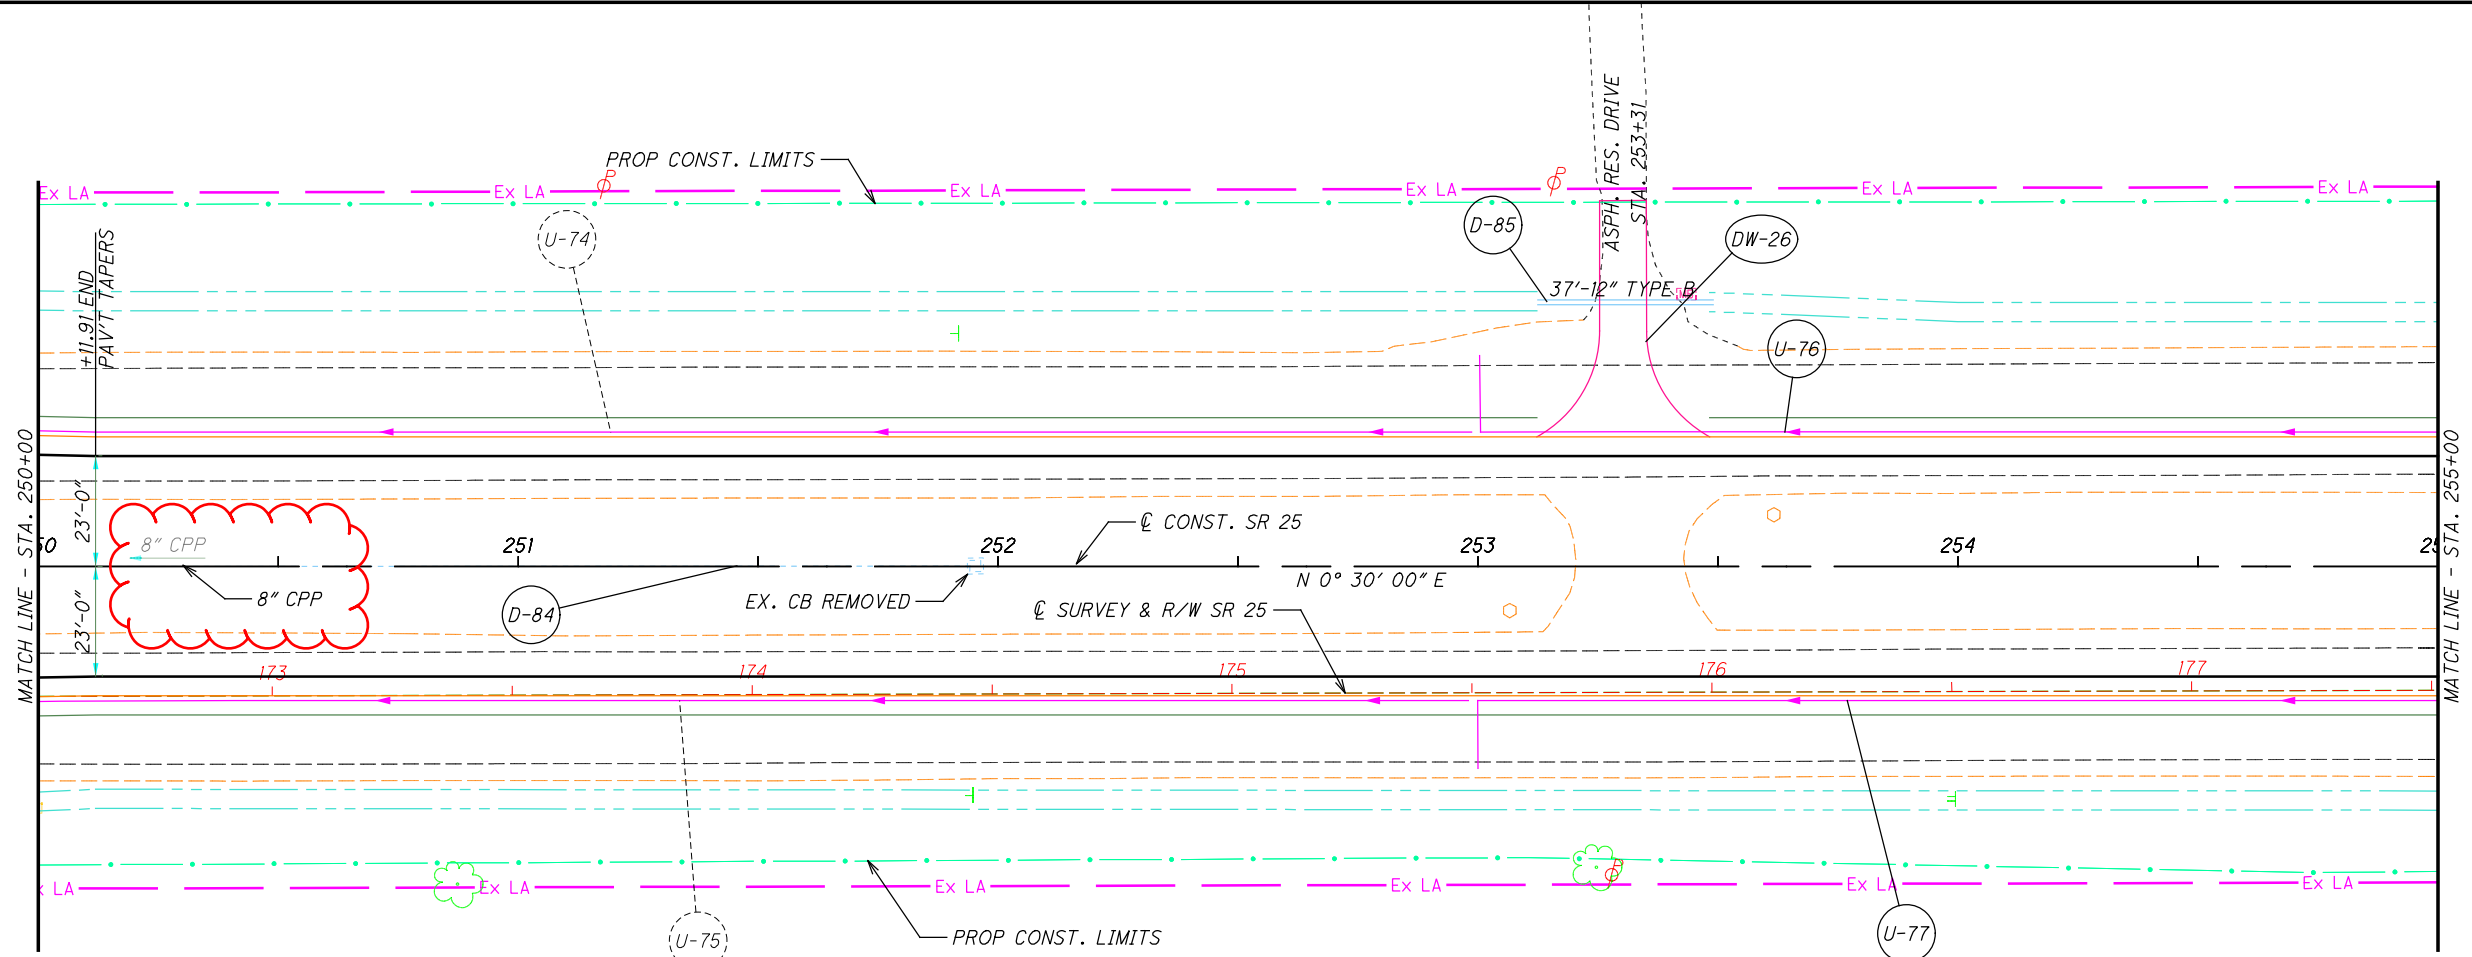 ASPH. RES. DRIVE
STA. 253+31
PROP CONST. LIMITS
Ex LA
Ex LA
Ex LA
Ex LA
Ex LA
Ex LA
P
P
U-74
D-85
DW-26
+11.91 END
PAV'T TAPERS
37'-12" TYPE B
U-76
MATCH LINE - STA. 250+00
MATCH LINE - STA. 255+00
23'-0"
23'-0"
8" CPP
8" CPP
50
251
252
253
254
25
℄ CONST. SR 25
N 0° 30' 00" E
D-84
EX. CB REMOVED
℄ SURVEY & R/W SR 25
173
174
175
176
177
x LA
Ex LA
Ex LA
Ex LA
Ex LA
Ex LA
P
U-75
PROP CONST. LIMITS
U-77